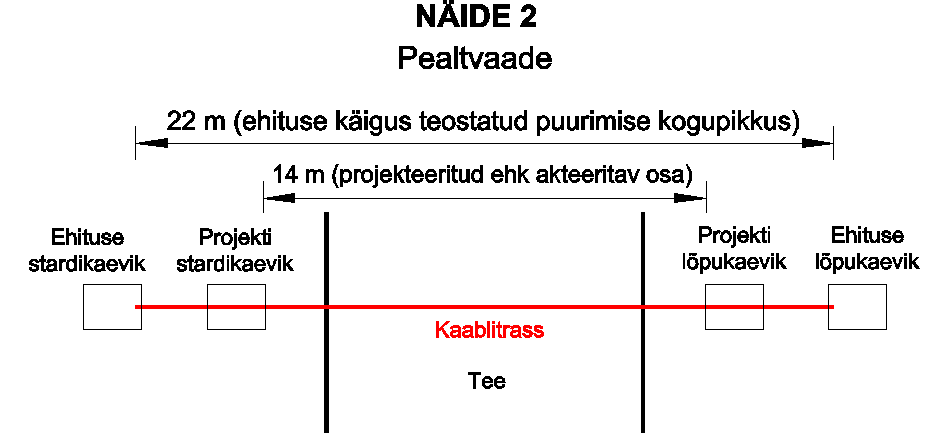 NÄIDE 2
Pealtvaade
22 m (ehituse käigus teostatud puurimise kogupikkus)
14 m (projekteeritud ehk akteeritav osa)
Ehituse
stardikaevik
Projekti
stardikaevik
Projekti
lõpukaevik
Ehituse
lõpukaevik
Kaablitrass
Tee